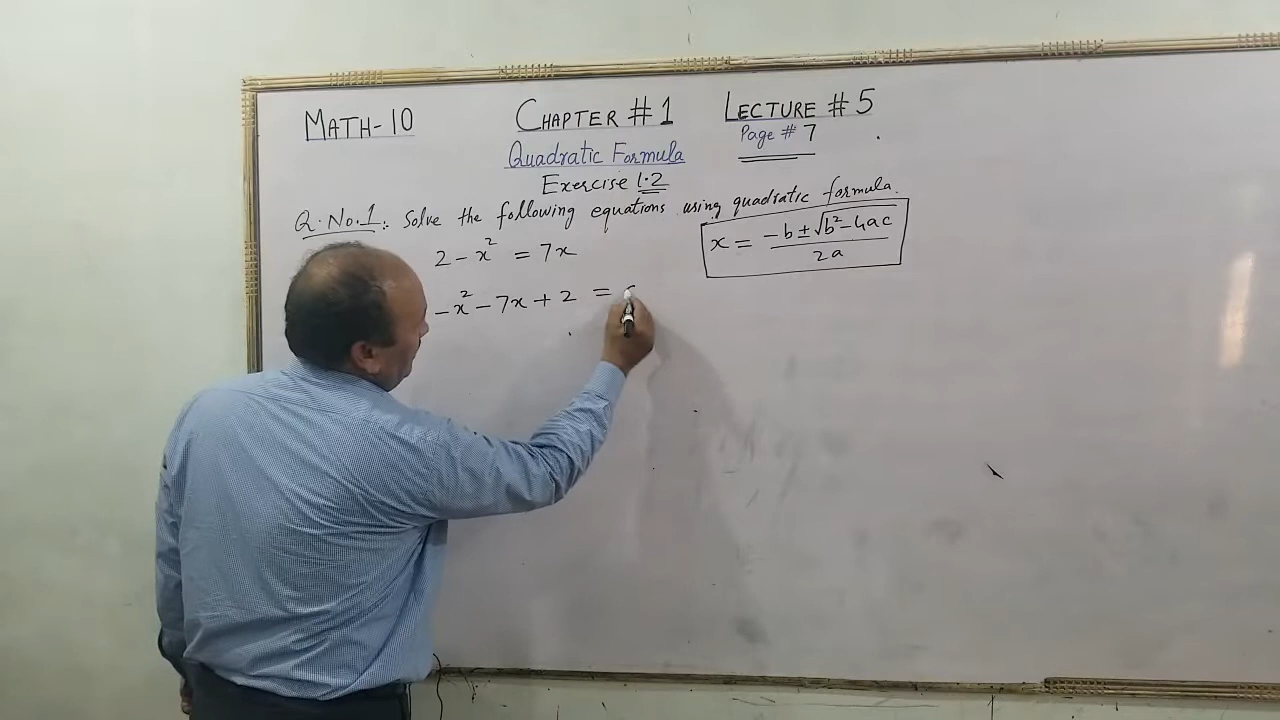 MATH-10 CHAPTER #1 LECTURE #5
Quadratic Formula Page #7
Exercise 1.2
Q.No.1: Solve the following equations using quadratic formula.
2 - x² = 7x
x = (-b ± √(b² - 4ac)) / 2a
-x² - 7x + 2 =